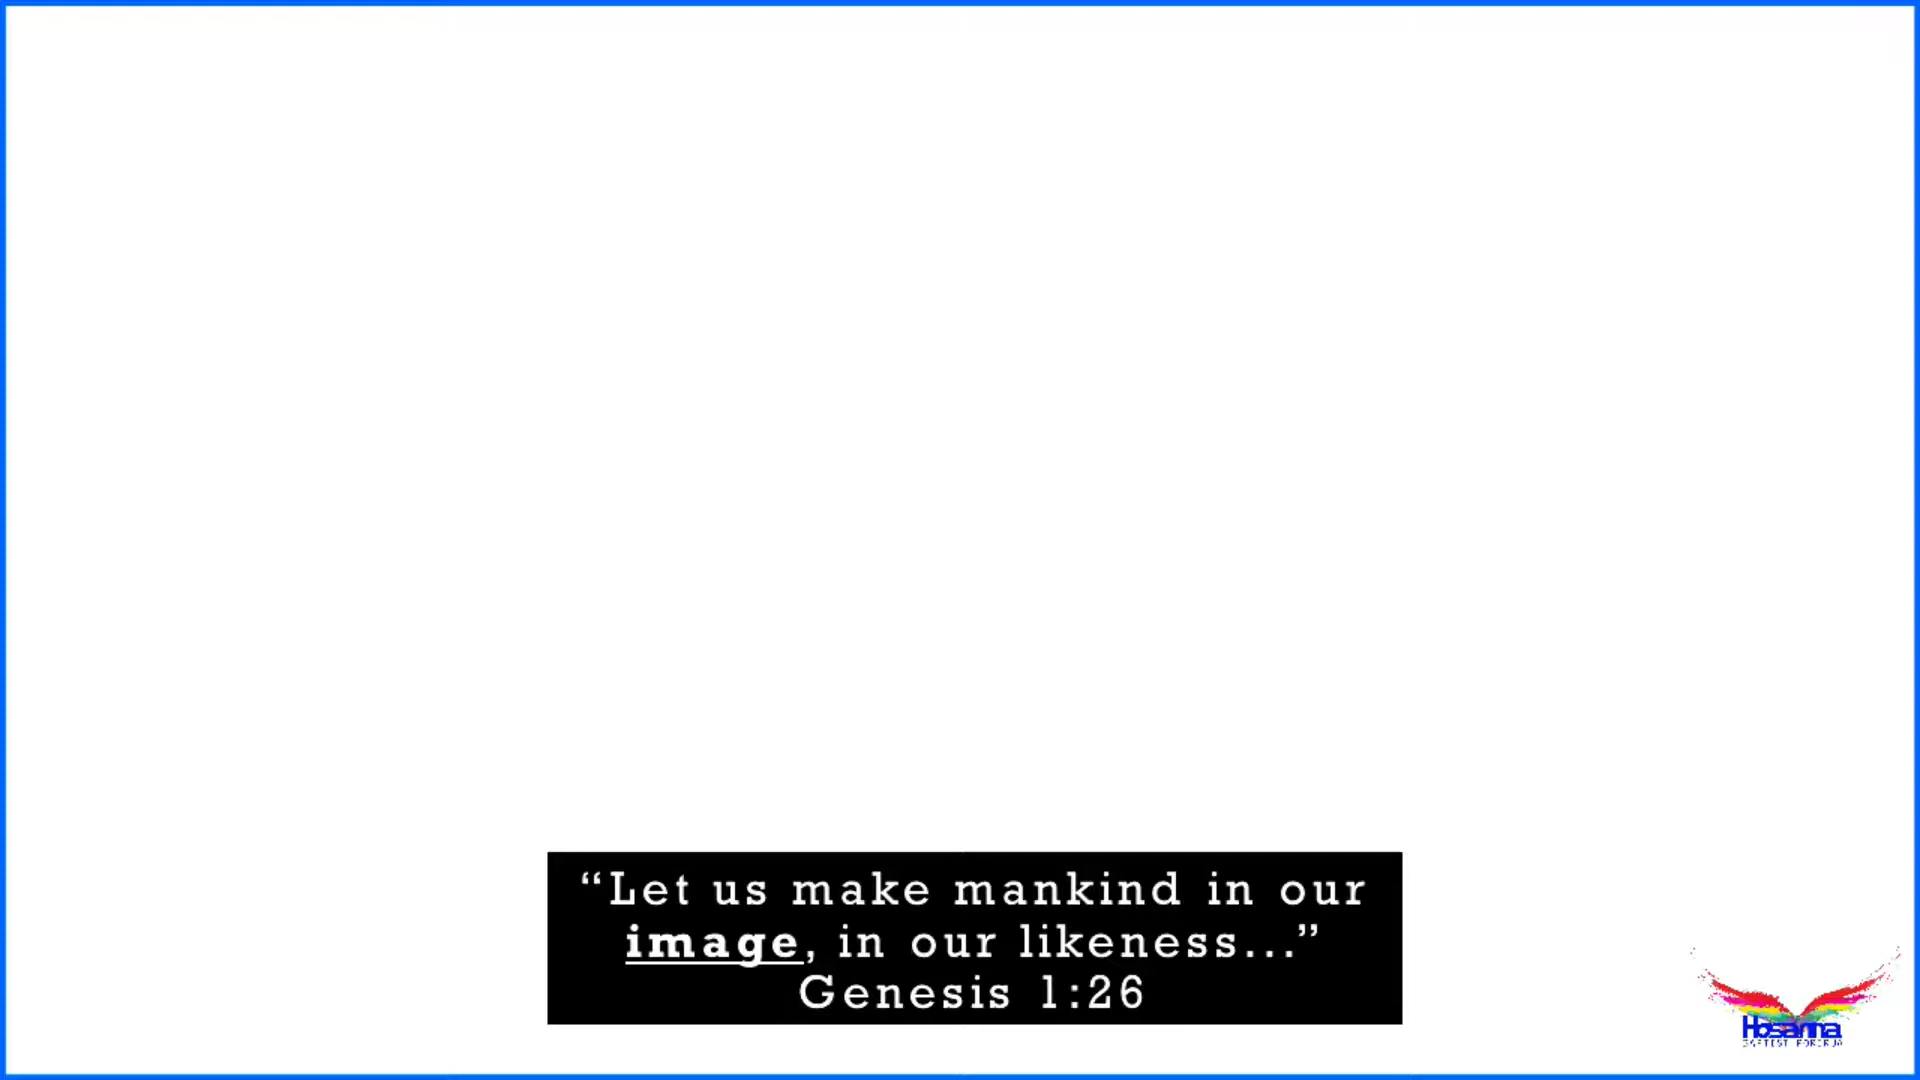 “Let us make mankind in our
image, in our likeness...”
Genesis 1:26
Hosanna